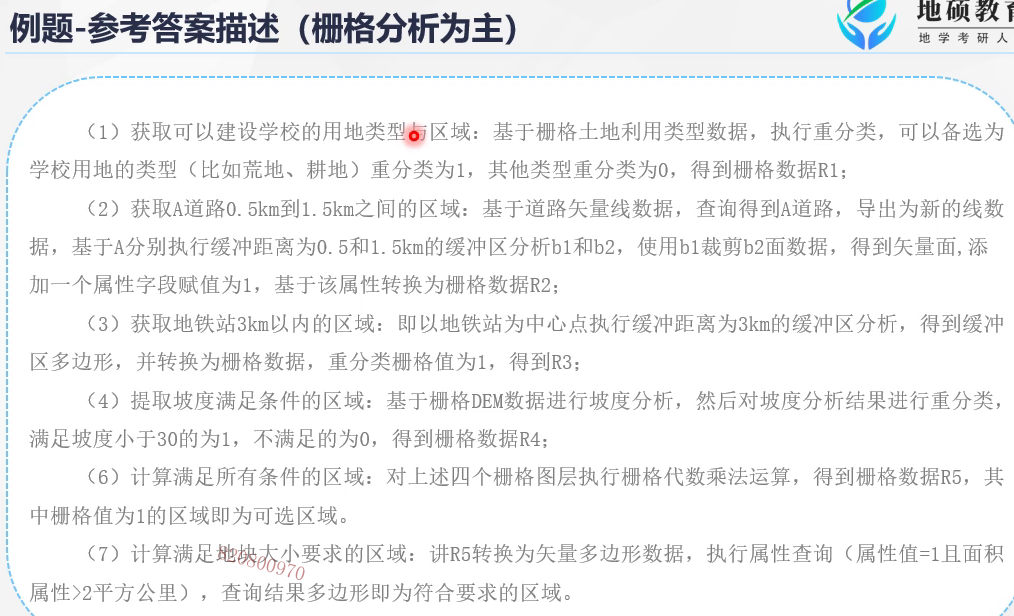 例题-参考答案描述（栅格分析为主）
地硕教育
地学考研人
（1）获取可以建设学校的用地类型与区域：基于栅格土地利用类型数据，执行重分类，可以备选为
学校用地的类型（比如荒地、耕地）重分类为1，其他类型重分类为0，得到栅格数据R1；
（2）获取A道路0.5km到1.5km之间的区域：基于道路矢量线数据，查询得到A道路，导出为新的线数
据，基于A分别执行缓冲距离为0.5和1.5km的缓冲区分析b1和b2，使用b1裁剪b2面数据，得到矢量面,添
加一个属性字段赋值为1，基于该属性转换为栅格数据R2；
（3）获取地铁站3km以内的区域：即以地铁站为中心点执行缓冲距离为3km的缓冲区分析，得到缓冲
区多边形，并转换为栅格数据，重分类栅格值为1，得到R3；
（4）提取坡度满足条件的区域：基于栅格DEM数据进行坡度分析，然后对坡度分析结果进行重分类，
满足坡度小于30的为1，不满足的为0，得到栅格数据R4；
（6）计算满足所有条件的区域：对上述四个栅格图层执行栅格代数乘法运算，得到栅格数据R5，其
中栅格值为1的区域即为可选区域。
（7）计算满足地块大小要求的区域：讲R5转换为矢量多边形数据，执行属性查询（属性值=1且面积
属性>2平方公里），查询结果多边形即为符合要求的区域。